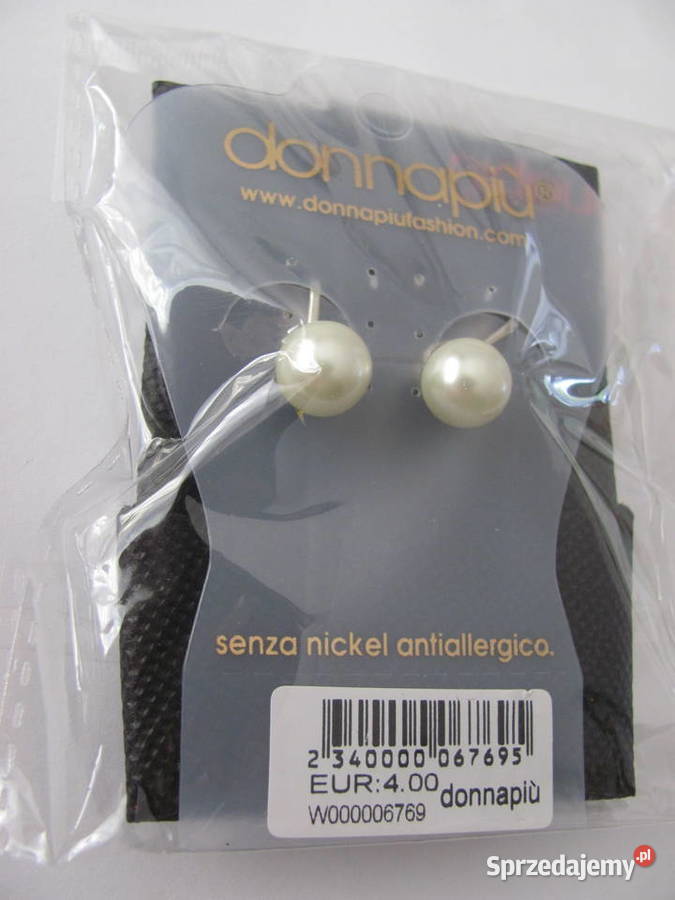 donnapiù®
www.donnapiufashion.com
senza nickel antiallergico.
2 340000 067695
EUR:4.00
donnapiù
W000006769
Sprzedajemy.pl